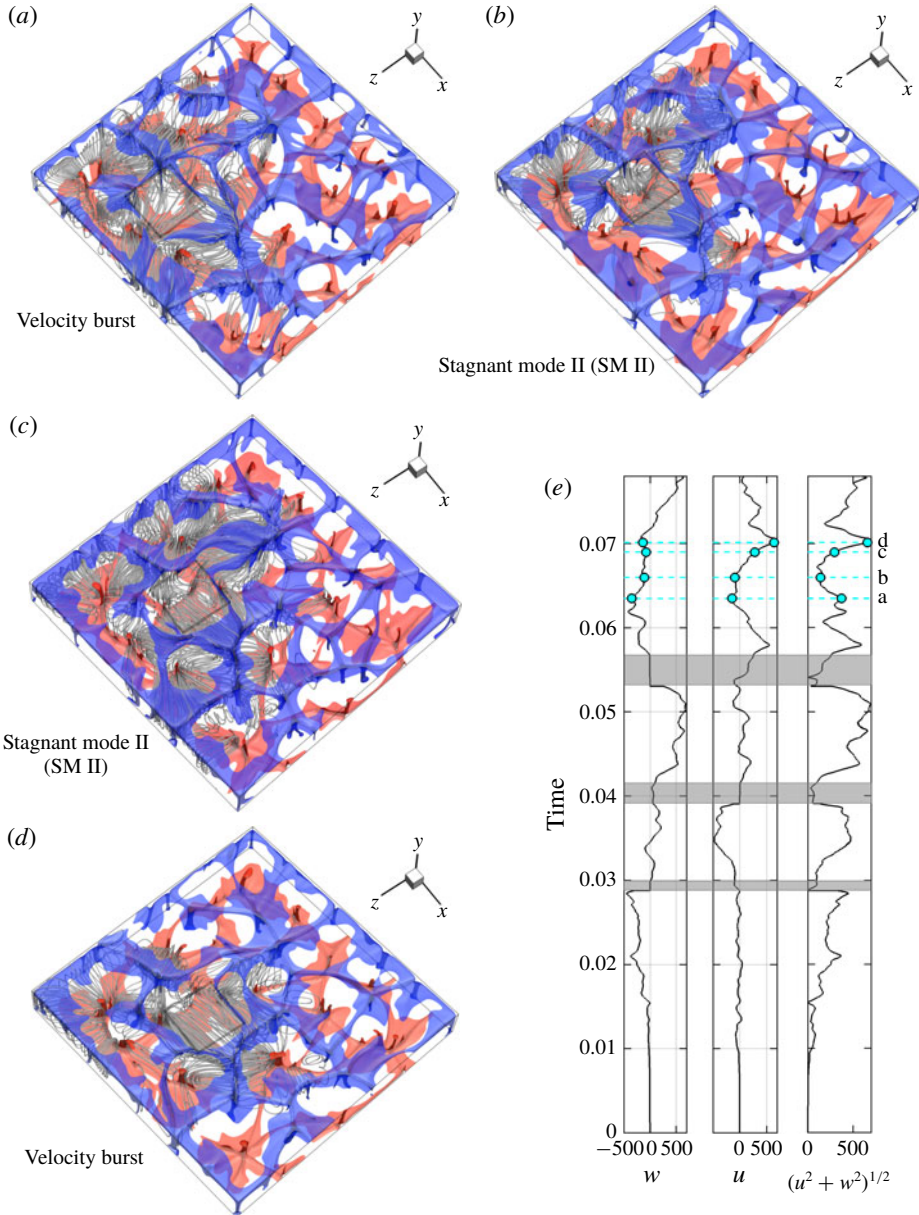 (a)
y
z
x
Velocity burst
(b)
y
z
x
Stagnant mode II (SM II)
(c)
y
z
x
Stagnant mode II
(SM II)
(d)
y
z
x
Velocity burst
(e)
Time
0.07
0.06
0.05
0.04
0.03
0.02
0.01
0
d
c
b
a
−500 0 500
0 500
0 500
w
u
(u² + w²)^{1/2}